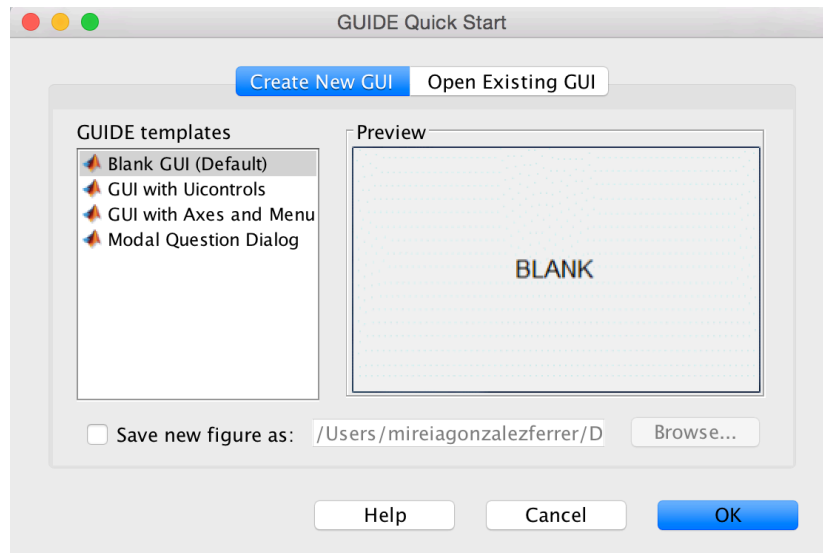 GUIDE Quick Start
Create New GUI
Open Existing GUI
GUIDE templates
Blank GUI (Default)
GUI with Uicontrols
GUI with Axes and Menu
Modal Question Dialog
Preview
BLANK
Save new figure as: /Users/mireiagonzalezferrer/D Browse...
Help Cancel OK